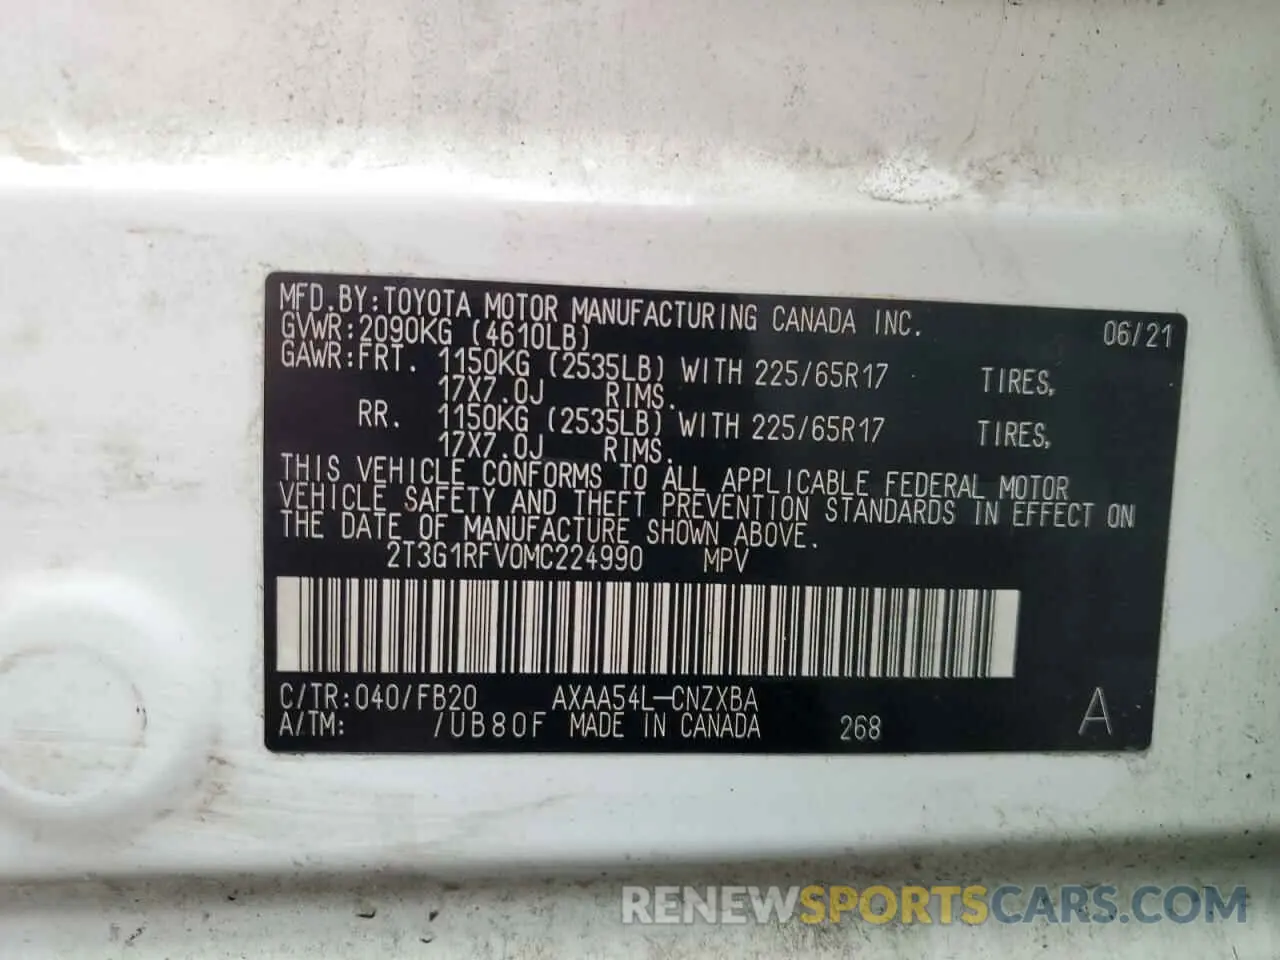 MFD.BY:TOYOTA MOTOR MANUFACTURING CANADA INC. 06/21
GVWR:2090KG (4610LB)
GAWR:FRT. 1150KG (2535LB) WITH 225/65R17 TIRES,
17X7.0J RIMS.
RR. 1150KG (2535LB) WITH 225/65R17 TIRES,
17X7.0J RIMS.
THIS VEHICLE CONFORMS TO ALL APPLICABLE FEDERAL MOTOR
VEHICLE SAFETY AND THEFT PREVENTION STANDARDS IN EFFECT ON
THE DATE OF MANUFACTURE SHOWN ABOVE.
2T3G1RFV0MC224990 MPV
C/TR:040/FB20 AXAA54L-CNZXBA
A/TM: /UB80F MADE IN CANADA 268 A
RENEWSPORTSCARS.COM